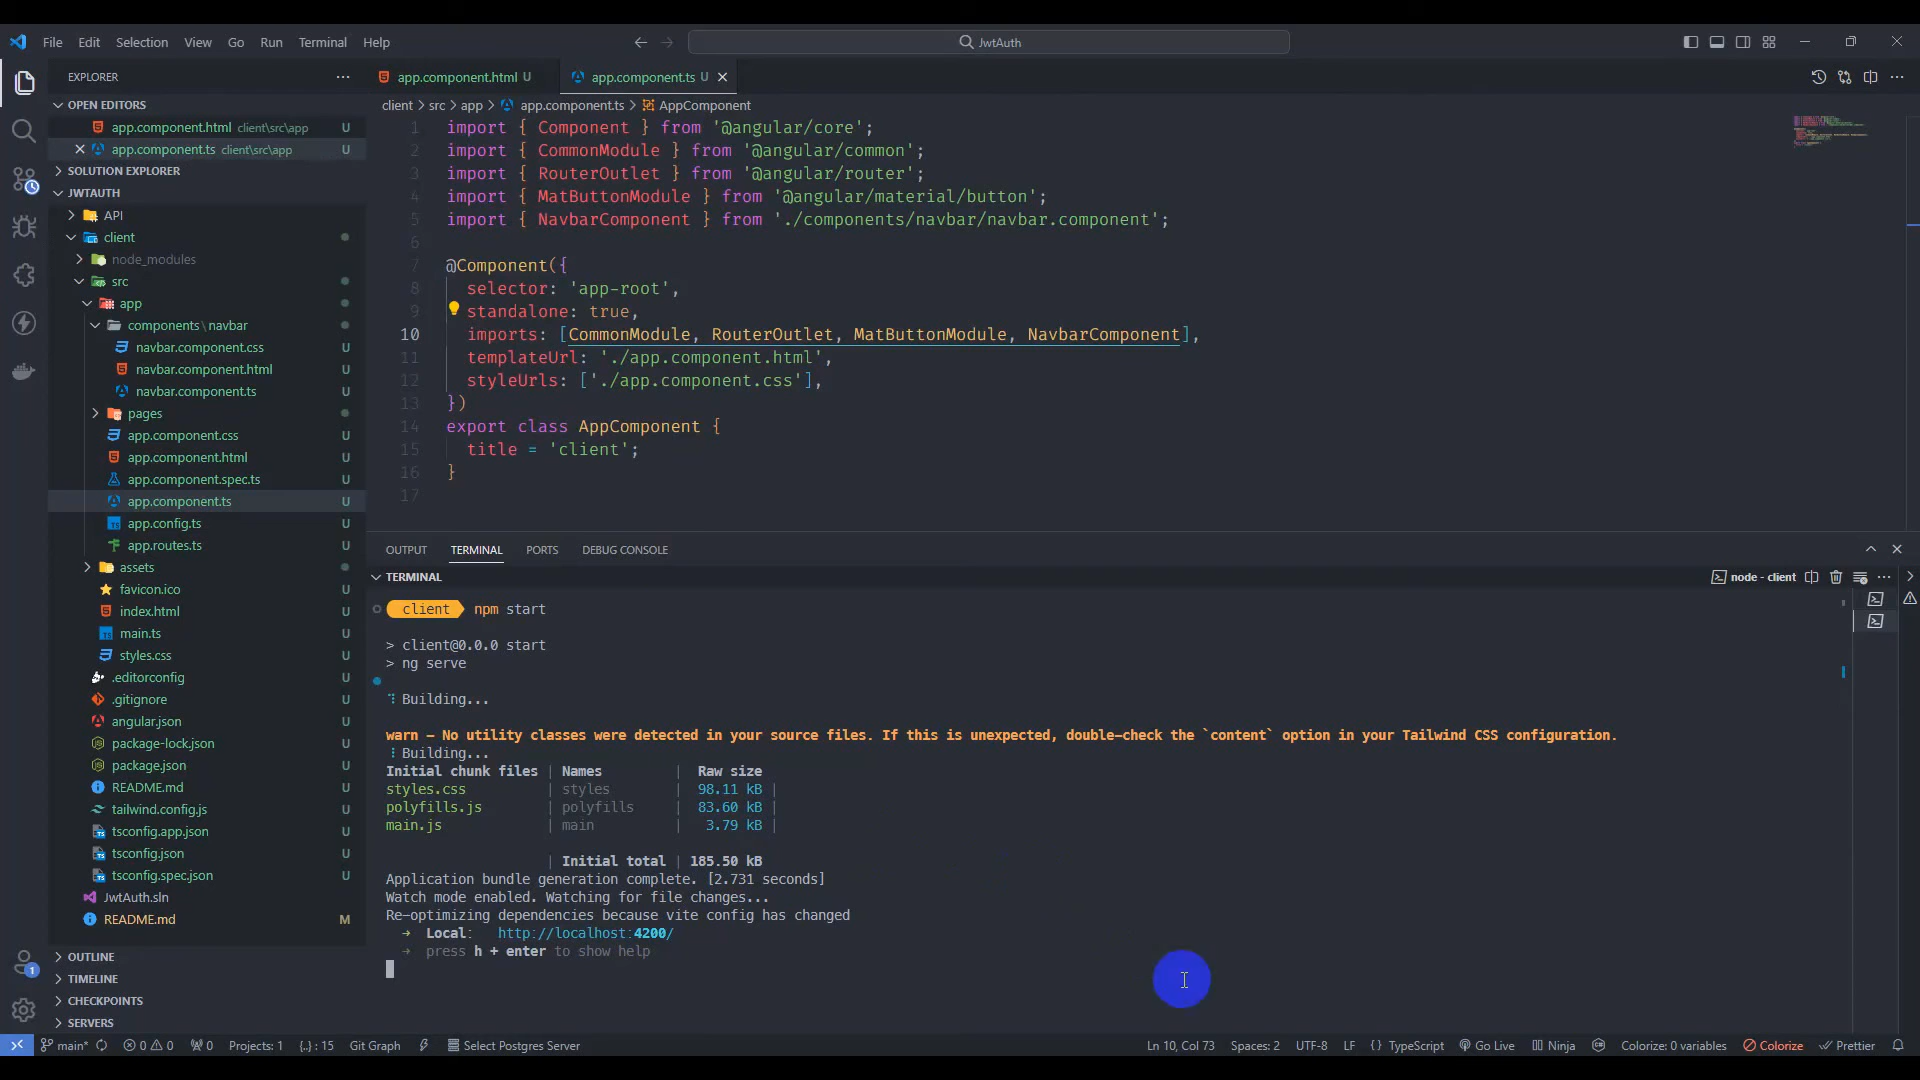 File Edit Selection View Go Run Terminal Help
JwtAuth
EXPLORER
OPEN EDITORS
app.component.html client\src\app U
app.component.ts client\src\app U
SOLUTION EXPLORER
JWTAUTH
API
client
node_modules
src
app
components\navbar
navbar.component.css U
navbar.component.html U
navbar.component.ts U
pages
app.component.css U
app.component.html U
app.component.spec.ts U
app.component.ts U
app.config.ts U
app.routes.ts U
assets
favicon.ico U
index.html U
main.ts U
styles.css U
.editorconfig U
.gitignore U
angular.json U
package-lock.json U
package.json U
README.md U
tailwind.config.js U
tsconfig.app.json U
tsconfig.json U
tsconfig.spec.json U
JwtAuth.sln
README.md M
OUTLINE
TIMELINE
CHECKPOINTS
SERVERS
app.component.html U
app.component.ts U
client > src > app > app.component.ts > AppComponent
1 import { Component } from '@angular/core';
2 import { CommonModule } from '@angular/common';
3 import { RouterOutlet } from '@angular/router';
4 import { MatButtonModule } from '@angular/material/button';
5 import { NavbarComponent } from './components/navbar/navbar.component';
6
7 @Component({
8 selector: 'app-root',
9 standalone: true,
10 imports: [CommonModule, RouterOutlet, MatButtonModule, NavbarComponent],
11 templateUrl: './app.component.html',
12 styleUrls: ['./app.component.css'],
13 })
14 export class AppComponent {
15 title = 'client';
16 }
17
OUTPUT TERMINAL PORTS DEBUG CONSOLE
TERMINAL
node - client
client npm start
> client@0.0.0 start
> ng serve
Building...
warn – No utility classes were detected in your source files. If this is unexpected, double-check the `content` option in your Tailwind CSS configuration.
Building...
Initial chunk files | Names | Raw size
styles.css | styles | 98.11 kB |
polyfills.js | polyfills | 83.60 kB |
main.js | main | 3.79 kB |
| Initial total | 185.50 kB
Application bundle generation complete. [2.731 seconds]
Watch mode enabled. Watching for file changes...
Re-optimizing dependencies because vite config has changed
→ Local: http://localhost:4200/
→ press h + enter to show help
main* 0 0 0 Projects: 1 {..} : 15 Git Graph Select Postgres Server
Ln 10, Col 73 Spaces: 2 UTF-8 LF {} TypeScript Go Live Ninja Colorize: 0 variables Colorize Prettier
1